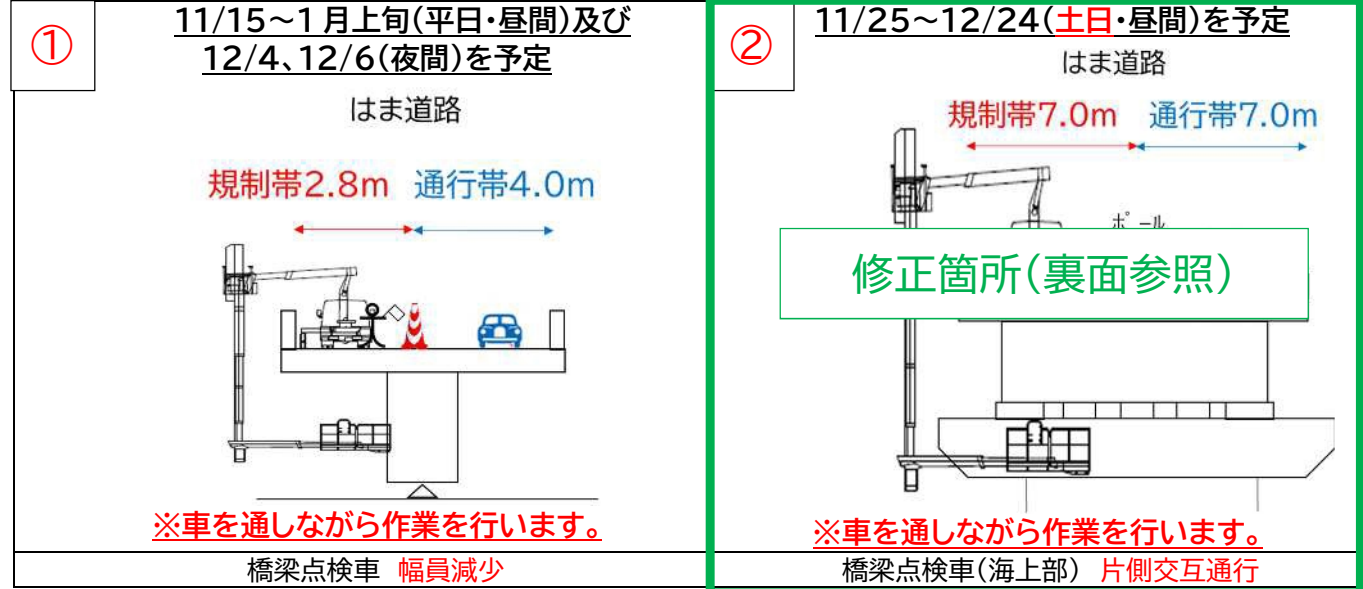 ①
11/15～1月上旬(平日・昼間)及び
12/4、12/6(夜間)を予定
はま道路
規制帯2.8m 通行帯4.0m
※車を通しながら作業を行います。
橋梁点検車 幅員減少
②
11/25～12/24(土日・昼間)を予定
はま道路
規制帯7.0m 通行帯7.0m
ポール
修正箇所(裏面参照)
※車を通しながら作業を行います。
橋梁点検車(海上部) 片側交互通行